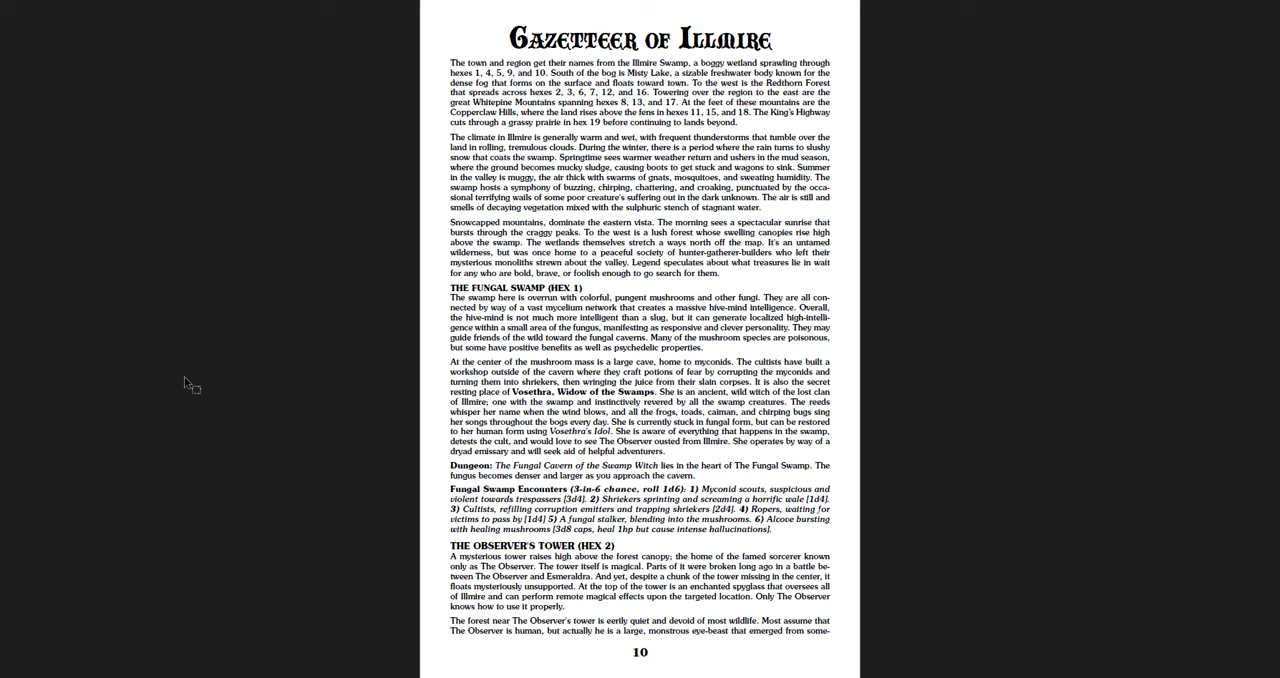 Gazetteer of Illmire
The town and region get their names from the Illmire Swamp, a boggy wetland sprawling through
hexes 1, 4, 5, 9, and 10. South of the bog is Misty Lake, a sizable freshwater body known for the
dense fog that forms on the surface and floats toward town. To the west is the Redthorn Forest
that spreads across hexes 2, 3, 6, 7, 12, and 16. Towering over the region to the east are the
great Whitepine Mountains spanning hexes 8, 13, and 17. At the feet of these mountains are the
Copperclaw Hills, where the land rises above the fens in hexes 11, 15, and 18. The King's Highway
cuts through a grassy prairie in hex 19 before continuing to lands beyond.
The climate in Illmire is generally warm and wet, with frequent thunderstorms that tumble over the
land in rolling, tremulous clouds. During the winter, there is a period where the rain turns to slushy
snow that coats the swamp. Springtime sees warmer weather return and ushers in the mud season,
where the ground becomes mucky sludge, causing boots to get stuck and wagons to sink. Summer
in the valley is muggy, the air thick with swarms of gnats, mosquitoes, and sweating humidity. The
swamp hosts a symphony of buzzing, chirping, chattering, and croaking, punctuated by the occa-
sional terrifying wails of some poor creature's suffering out in the dark unknown. The air is still and
smells of decaying vegetation mixed with the sulphuric stench of stagnant water.
Snowcapped mountains, dominate the eastern vista. The morning sees a spectacular sunrise that
bursts through the craggy peaks. To the west is a lush forest whose swelling canopies rise high
above the swamp. The wetlands themselves stretch a ways north off the map. It's an untamed
wilderness, but was once home to a peaceful society of hunter-gatherer-builders who left their
mysterious monoliths strewn about the valley. Legend speculates about what treasures lie in wait
for any who are bold, brave, or foolish enough to go search for them.
THE FUNGAL SWAMP (HEX 1)
The swamp here is overrun with colorful, pungent mushrooms and other fungi. They are all con-
nected by way of a vast mycelium network that creates a massive hive-mind intelligence. Overall,
the hive-mind is not much more intelligent than a slug, but it can generate localized high-intelli-
gence within a small area of the fungus, manifesting as responsive and clever personality. They may
guide friends of the wild toward the fungal caverns. Many of the mushroom species are poisonous,
but some have positive benefits as well as psychedelic properties.
At the center of the mushroom mass is a large cave, home to myconids. The cultists have built a
workshop outside of the cavern where they craft potions of fear by corrupting the myconids and
turning them into shriekers, then wringing the juice from their slain corpses. It is also the secret
resting place of Vosethra, Widow of the Swamps. She is an ancient, wild witch of the lost clan
of Illmire; one with the swamp and instinctively revered by all the swamp creatures. The reeds
whisper her name when the wind blows, and all the frogs, toads, caiman, and chirping bugs sing
her songs throughout the bogs every day. She is currently stuck in fungal form, but can be restored
to her human form using Vosethra's Idol. She is aware of everything that happens in the swamp,
detests the cult, and would love to see The Observer ousted from Illmire. She operates by way of a
dryad emissary and will seek aid of helpful adventurers.
Dungeon: The Fungal Cavern of the Swamp Witch lies in the heart of The Fungal Swamp. The
fungus becomes denser and larger as you approach the cavern.
Fungal Swamp Encounters (3-in-6 chance, roll 1d6): 1) Myconid scouts, suspicious and
violent towards trespassers [3d4]. 2) Shriekers sprinting and screaming a horrific wale [1d4].
3) Cultists, refilling corruption emitters and trapping shriekers [2d4]. 4) Ropers, waiting for
victims to pass by [1d4] 5) A fungal stalker, blending into the mushrooms. 6) Alcove bursting
with healing mushrooms [3d8 caps, heal 1hp but cause intense hallucinations].
THE OBSERVER'S TOWER (HEX 2)
A mysterious tower raises high above the forest canopy; the home of the famed sorcerer known
only as The Observer. The tower itself is magical. Parts of it were broken long ago in a battle be-
tween The Observer and Esmeraldra. And yet, despite a chunk of the tower missing in the center, it
floats mysteriously unsupported. At the top of the tower is an enchanted spyglass that oversees all
of Illmire and can perform remote magical effects upon the targeted location. Only The Observer
knows how to use it properly.
The forest near The Observer's tower is eerily quiet and devoid of most wildlife. Most assume that
The Observer is human, but actually he is a large, monstrous eye-beast that emerged from some-
10